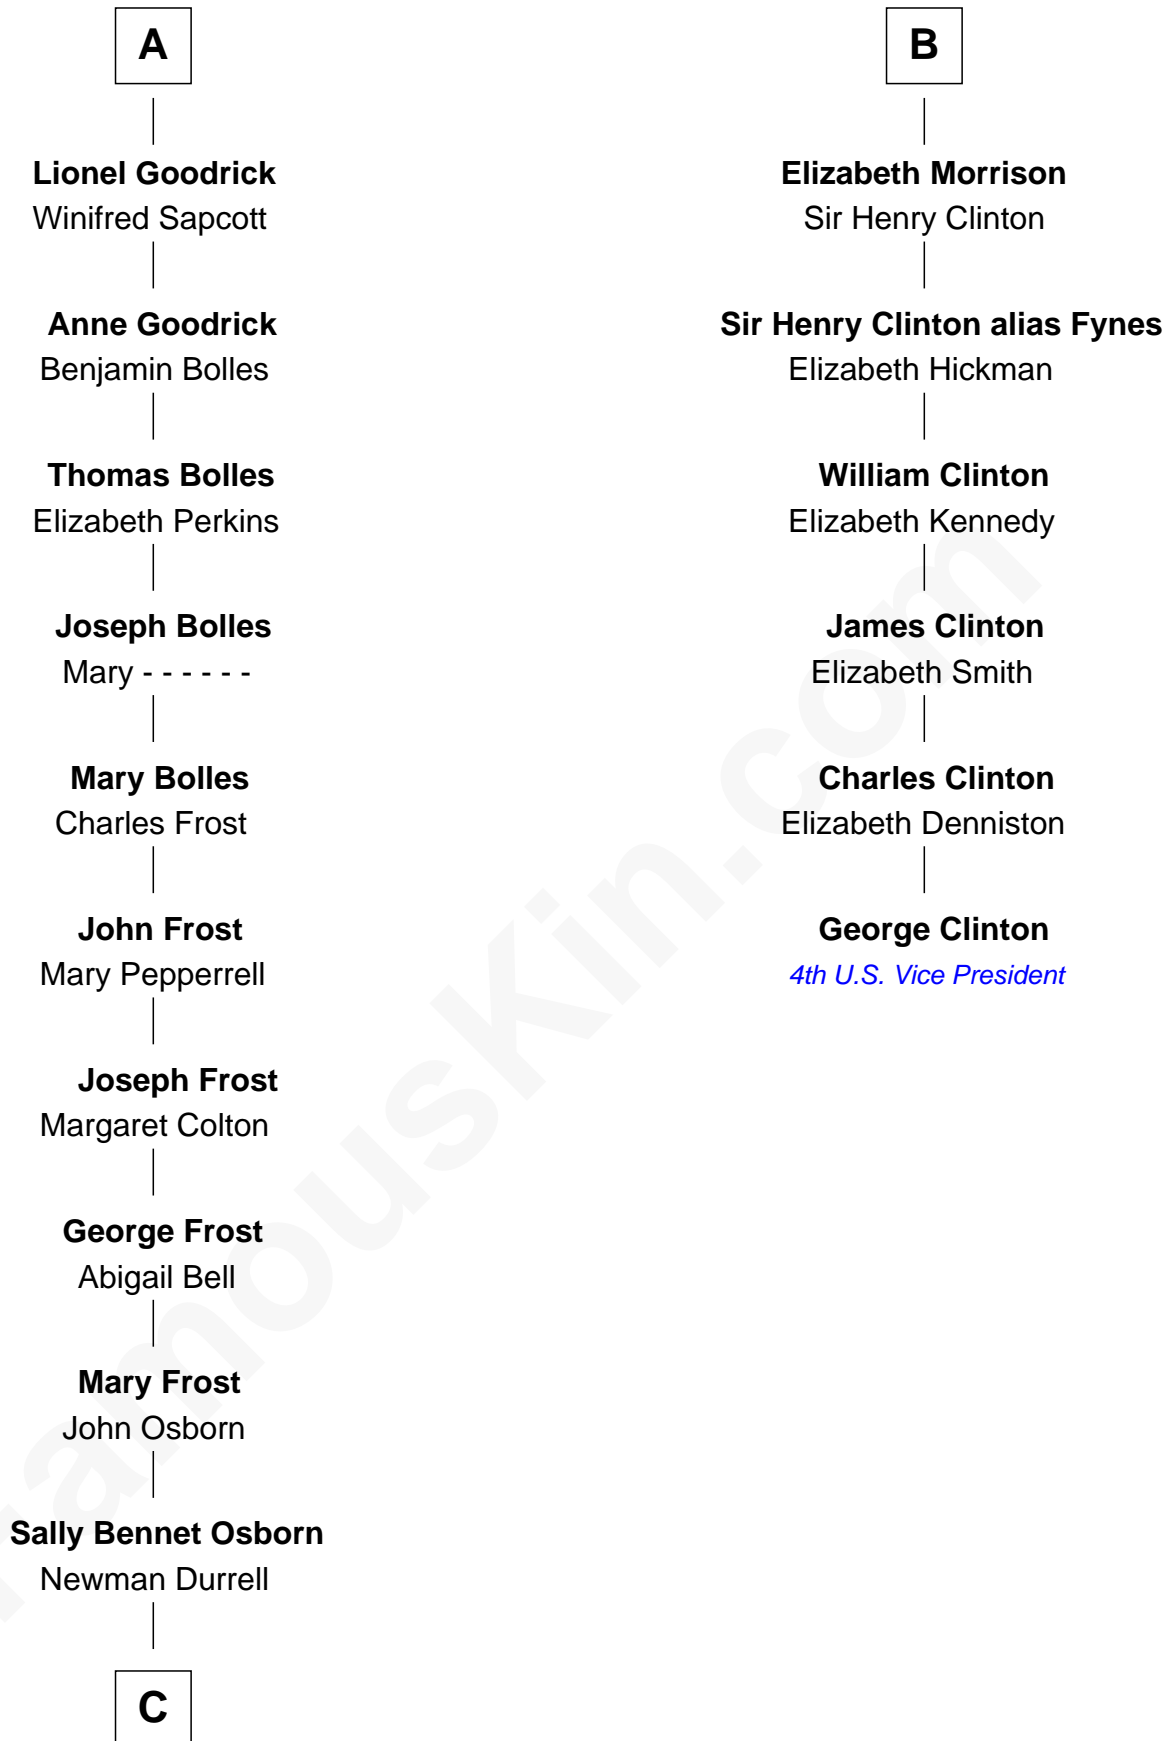 A
Lionel Goodrick
Winifred Sapcott
Anne Goodrick
Benjamin Bolles
Thomas Bolles
Elizabeth Perkins
Joseph Bolles
Mary - - - - - -
Mary Bolles
Charles Frost
John Frost
Mary Pepperrell
Joseph Frost
Margaret Colton
George Frost
Abigail Bell
Mary Frost
John Osborn
Sally Bennet Osborn
Newman Durrell
C
B
Elizabeth Morrison
Sir Henry Clinton
Sir Henry Clinton alias Fynes
Elizabeth Hickman
William Clinton
Elizabeth Kennedy
James Clinton
Elizabeth Smith
Charles Clinton
Elizabeth Denniston
George Clinton
4th U.S. Vice President
FamousKin.com